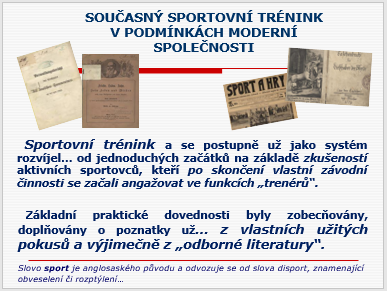 SOUČASNÝ SPORTOVNÍ TRÉNINK
V PODMÍNKÁCH MODERNÍ
SPOLEČNOSTI
SPORT A HRY
Sportovní trénink a se postupně už jako systém
rozvíjel... od jednoduchých začátků na základě zkušeností
aktivních sportovců, kteří po skončení vlastní závodní
činnosti se začali angažovat ve funkcích „trenérů“.
Základní praktické dovednosti byly zobecňovány,
doplňovány o poznatky už... z vlastních užitých
pokusů a výjimečně z „odborné literatury“.
Slovo sport je anglosaského původu a odvozuje se od slova disport, znamenající
obveselení či rozptýlení…